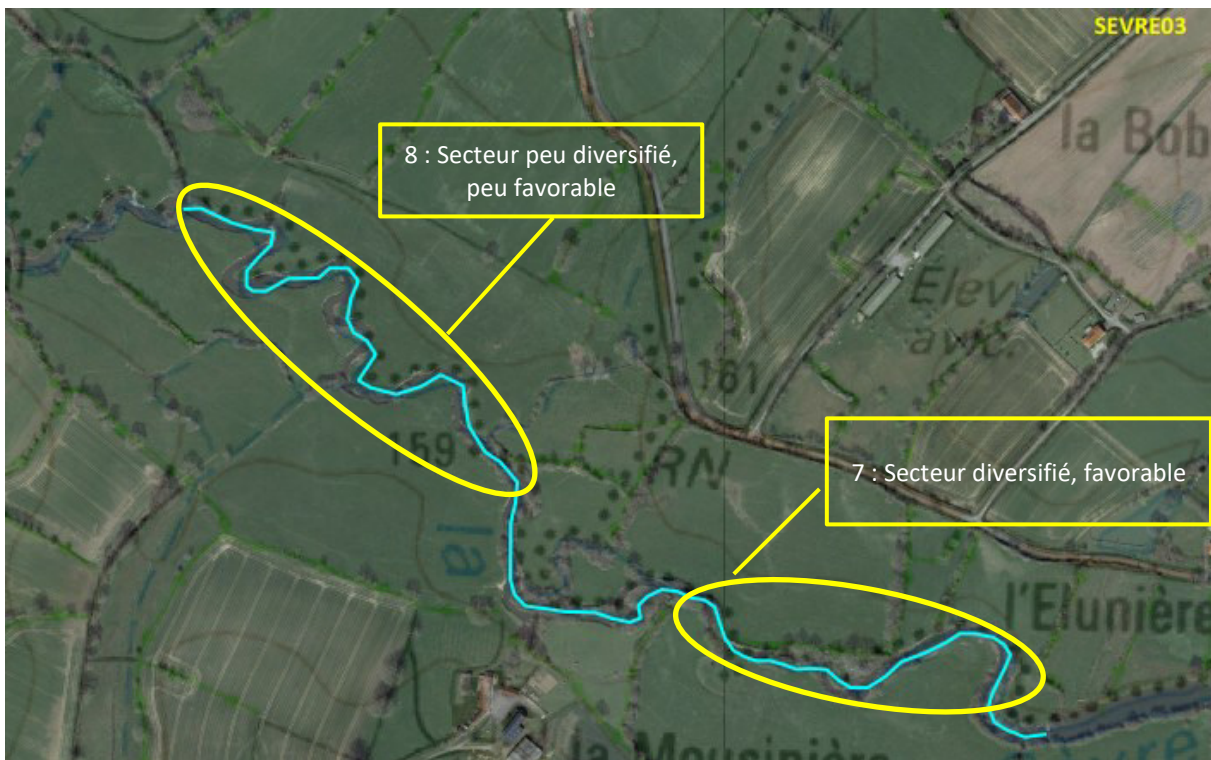 SEVRE03
la Bob
8 : Secteur peu diversifié,
peu favorable
Elev
avic.
161
159
RN
la
7 : Secteur diversifié, favorable
l'Elunière
la Mousinière
Sèvre